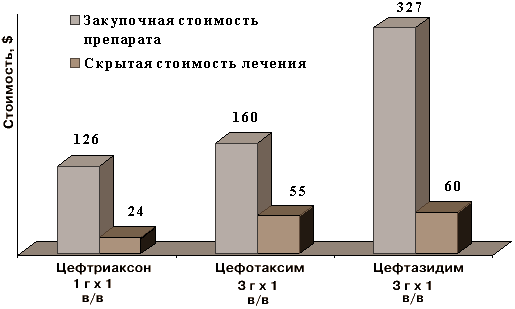 327
Закупочная стоимость
препарата
Скрытая стоимость лечения
Стоимость, $
126
24
160
55
60
Цефтриаксон
1 г х 1
в/в
Цефотаксим
3 г х 1
в/в
Цефтазидим
3 г х 1
в/в